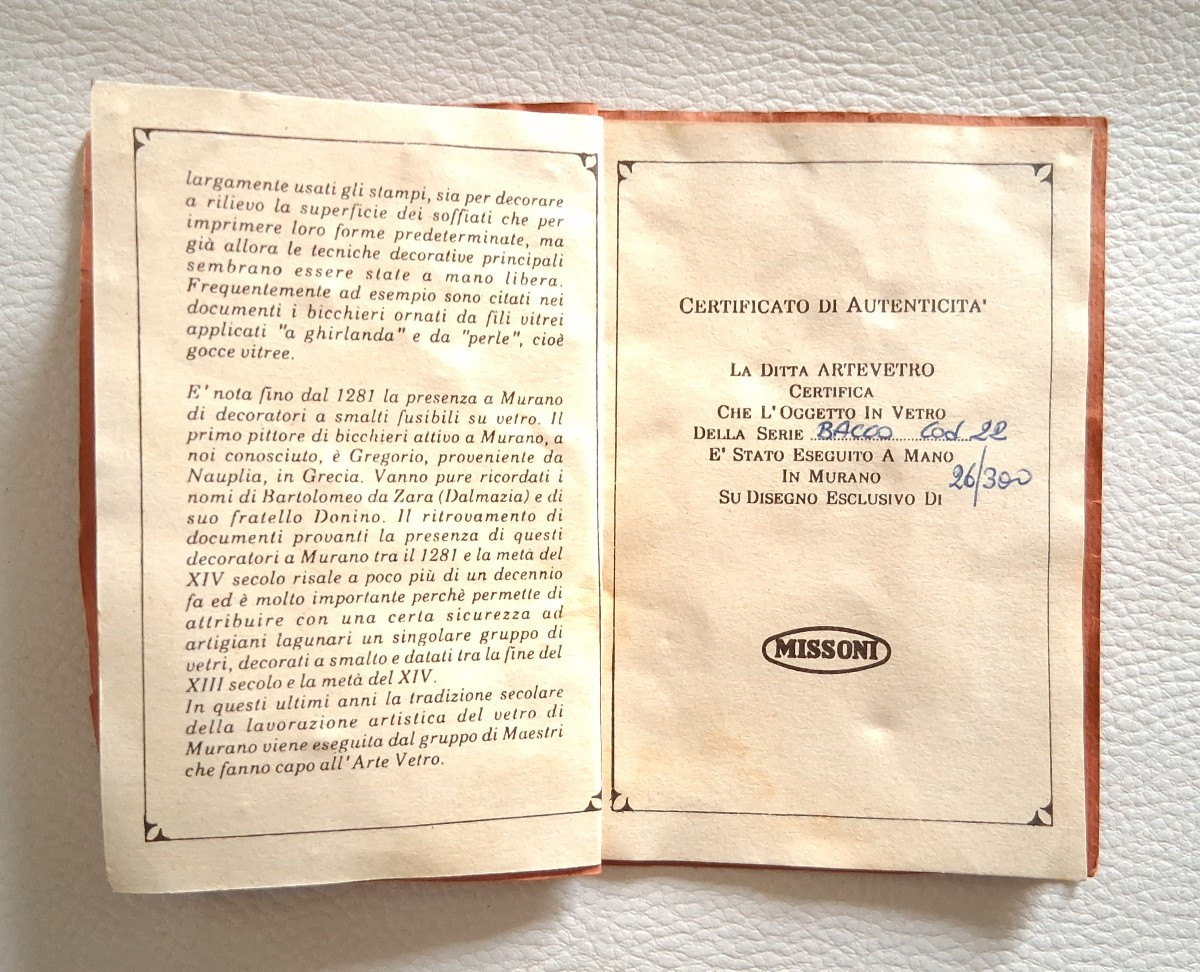 largamente usati gli stampi, sia per decorare
a rilievo la superficie dei soffiati che per
imprimere loro forme predeterminate, ma
già allora le tecniche decorative principali
sembrano essere state a mano libera.
Frequentemente ad esempio sono citati nei
documenti i bicchieri ornati da fili vitrei
applicati "a ghirlanda" e da "perle", cioè
gocce vitree.
E' nota fino dal 1281 la presenza a Murano
di decoratori a smalti fusibili su vetro. Il
primo pittore di bicchieri attivo a Murano, a
noi conosciuto, è Gregorio, proveniente da
Nauplia, in Grecia. Vanno pure ricordati i
nomi di Bartolomeo da Zara (Dalmazia) e di
suo fratello Donino. Il ritrovamento di
documenti provanti la presenza di questi
decoratori a Murano tra il 1281 e la metà del
XIV secolo risale a poco più di un decennio
fa ed è molto importante perchè permette di
attribuire con una certa sicurezza ad
artigiani lagunari un singolare gruppo di
vetri, decorati a smalto e datati tra la fine del
XIII secolo e la metà del XIV.
In questi ultimi anni la tradizione secolare
della lavorazione artistica del vetro di
Murano viene eseguita dal gruppo di Maestri
che fanno capo all'Arte Vetro.
CERTIFICATO DI AUTENTICITA'
LA DITTA ARTEVETRO
CERTIFICA
CHE L'OGGETTO IN VETRO
DELLA SERIE BACCO Cod 22
E' STATO ESEGUITO A MANO
IN MURANO 26/300
SU DISEGNO ESCLUSIVO DI
MISSONI